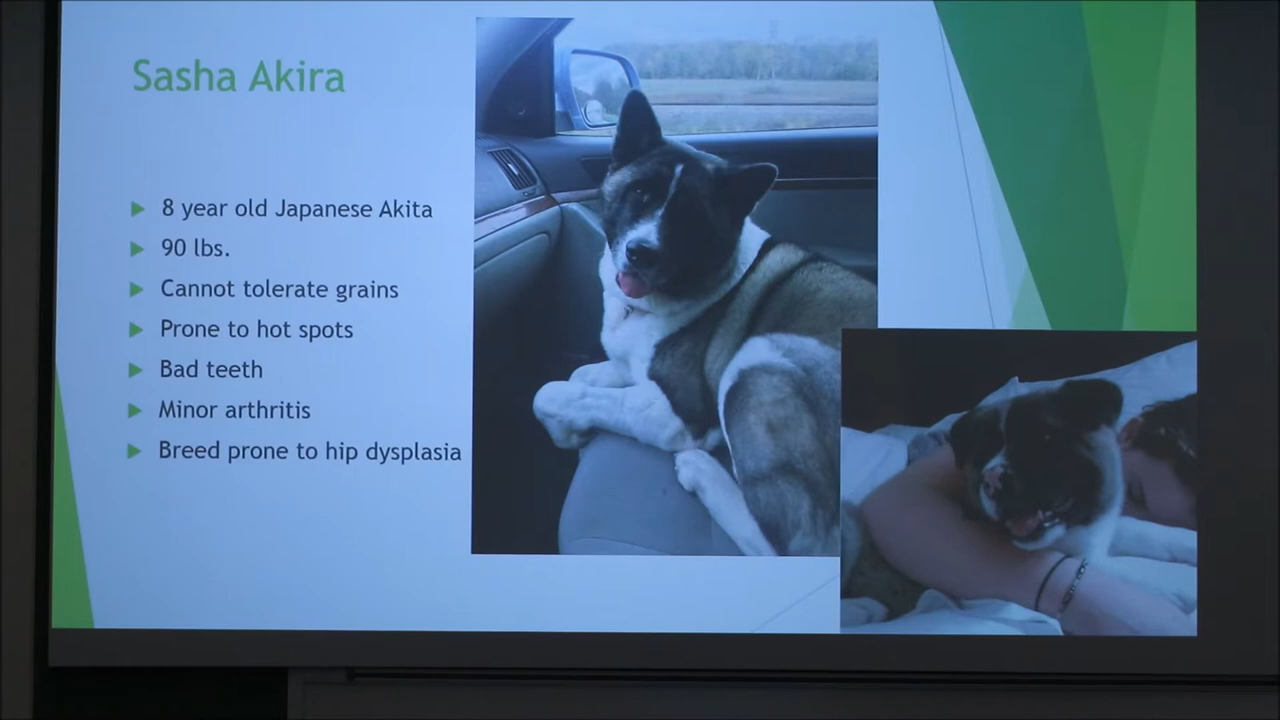 Sasha Akira
8 year old Japanese Akita
90 lbs.
Cannot tolerate grains
Prone to hot spots
Bad teeth
Minor arthritis
Breed prone to hip dysplasia